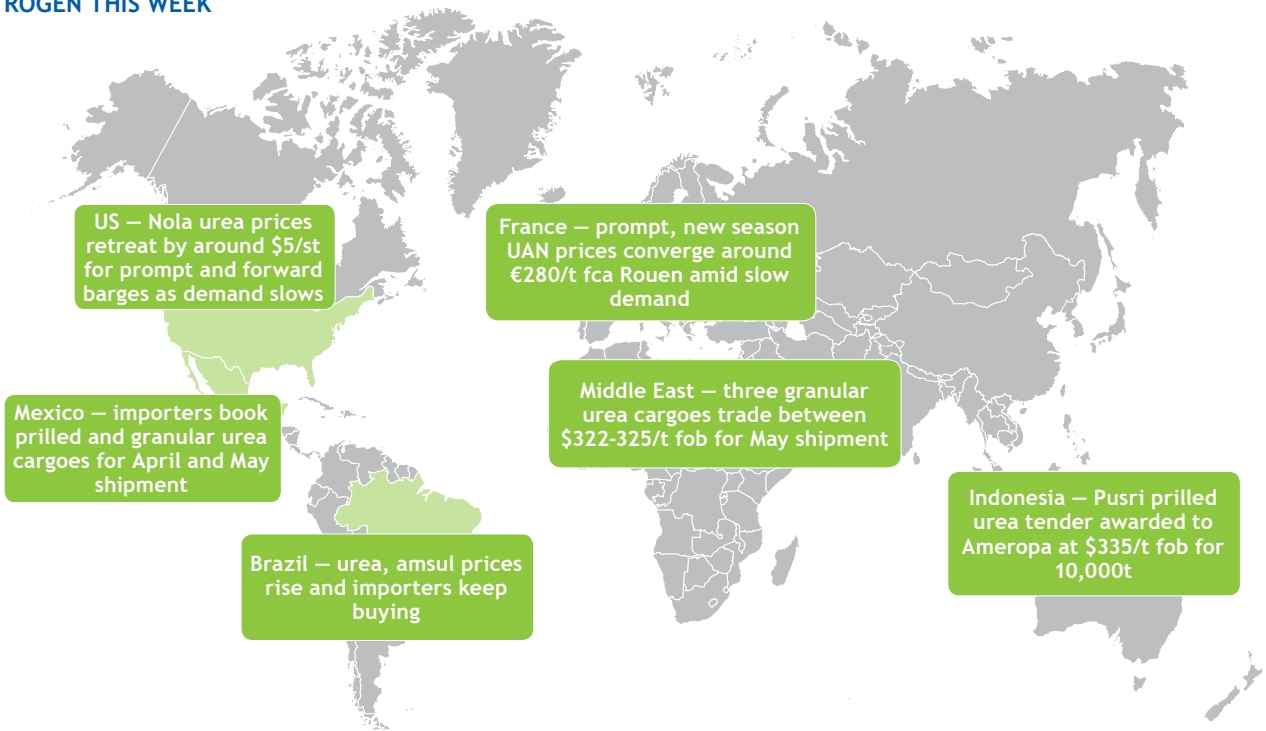 ROGEN THIS WEEK
US — Nola urea prices
retreat by around $5/st
for prompt and forward
barges as demand slows
France — prompt, new season
UAN prices converge around
€280/t fca Rouen amid slow
demand
Middle East — three granular
urea cargoes trade between
$322-325/t fob for May shipment
Mexico — importers book
prilled and granular urea
cargoes for April and May
shipment
Indonesia — Pusri prilled
urea tender awarded to
Ameropa at $335/t fob for
10,000t
Brazil — urea, amsul prices
rise and importers keep
buying